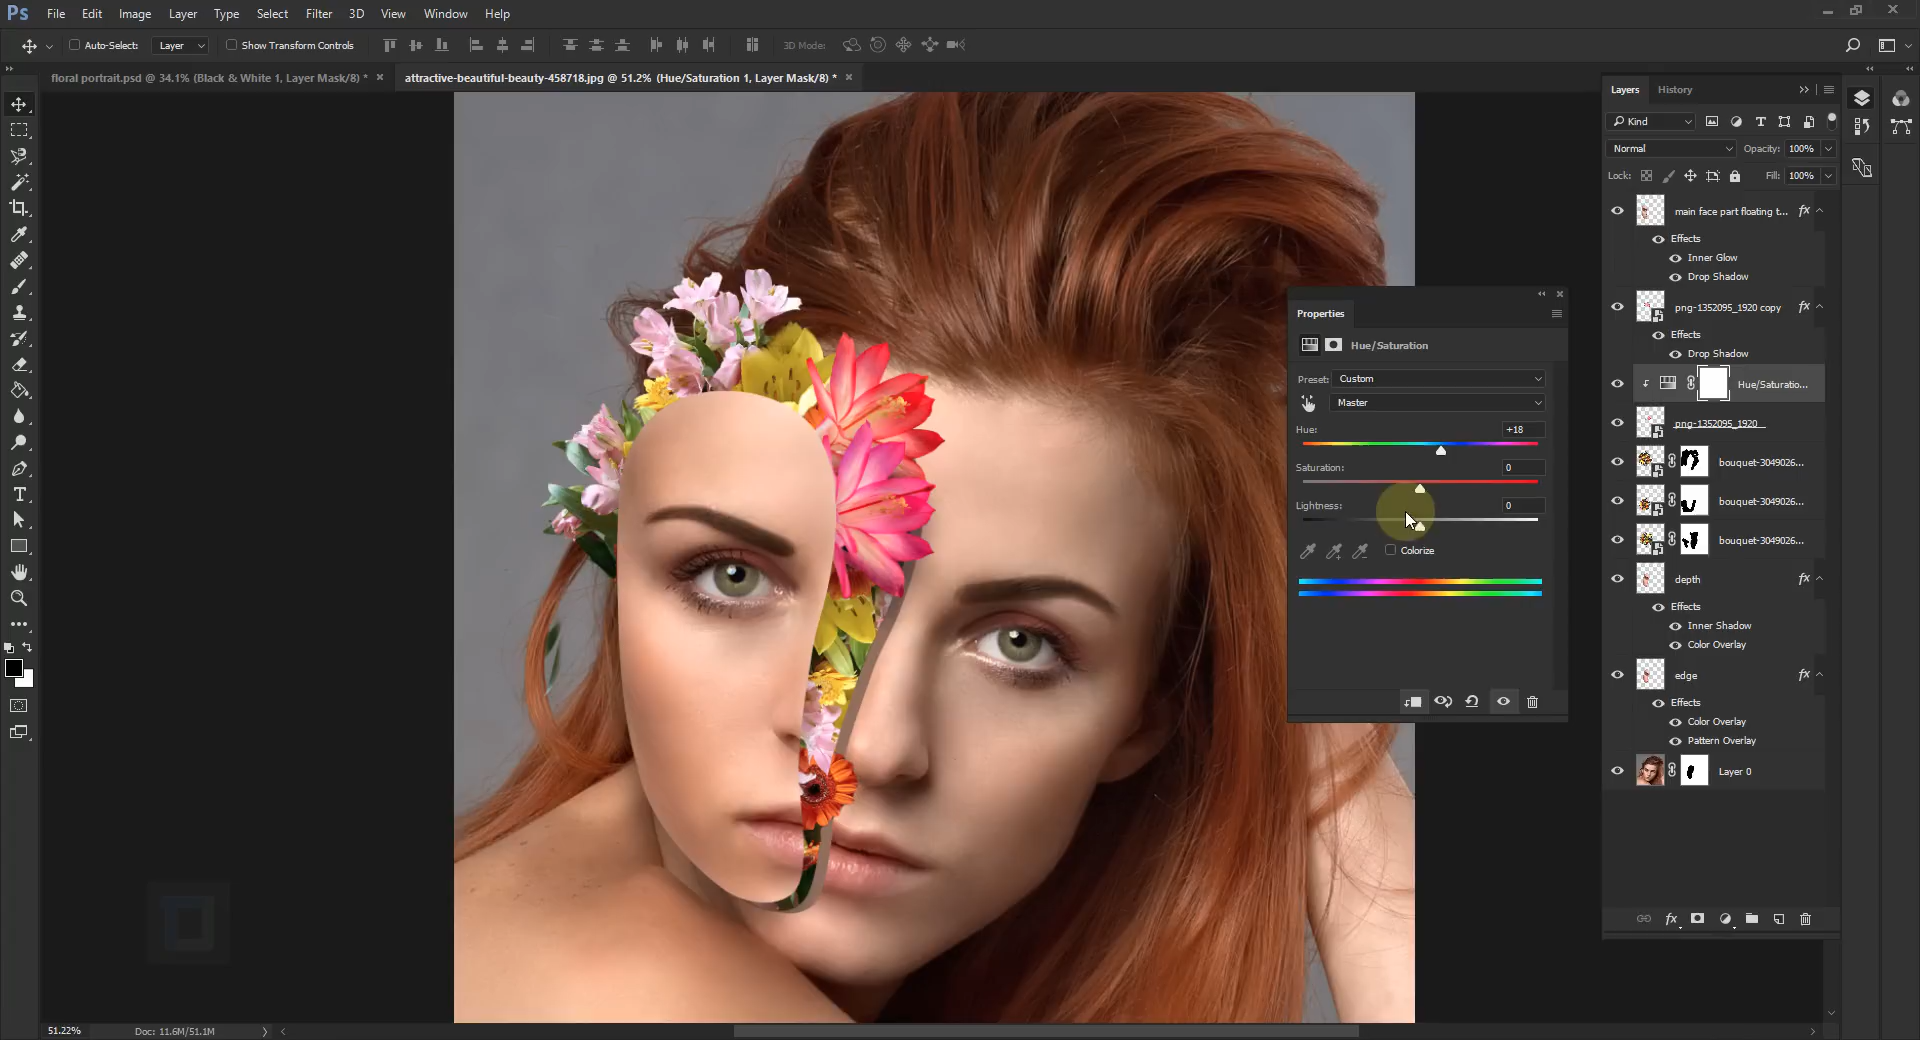 Ps File Edit Image Layer Type Select Filter 3D View Window Help
Auto-Select: Layer Show Transform Controls 3D Mode:
floral portrait.psd @ 34.1% (Black & White 1, Layer Mask/8) *
attractive-beautiful-beauty-458718.jpg @ 51.2% (Hue/Saturation 1, Layer Mask/8) *
Layers History
Kind
Normal Opacity: 100%
Lock: Fill: 100%
main face part floating t... fx
Effects
Inner Glow
Drop Shadow
png-1352095_1920 copy fx
Effects
Drop Shadow
Hue/Saturatio...
png-1352095_1920
bouquet-3049026...
bouquet-3049026...
bouquet-3049026...
depth fx
Effects
Inner Shadow
Color Overlay
edge fx
Effects
Color Overlay
Pattern Overlay
Layer 0
fx
Properties
Hue/Saturation
Preset: Custom
Master
Hue: +18
Saturation: 0
Lightness: 0
Colorize
51.22% Doc: 11.6M/51.1M